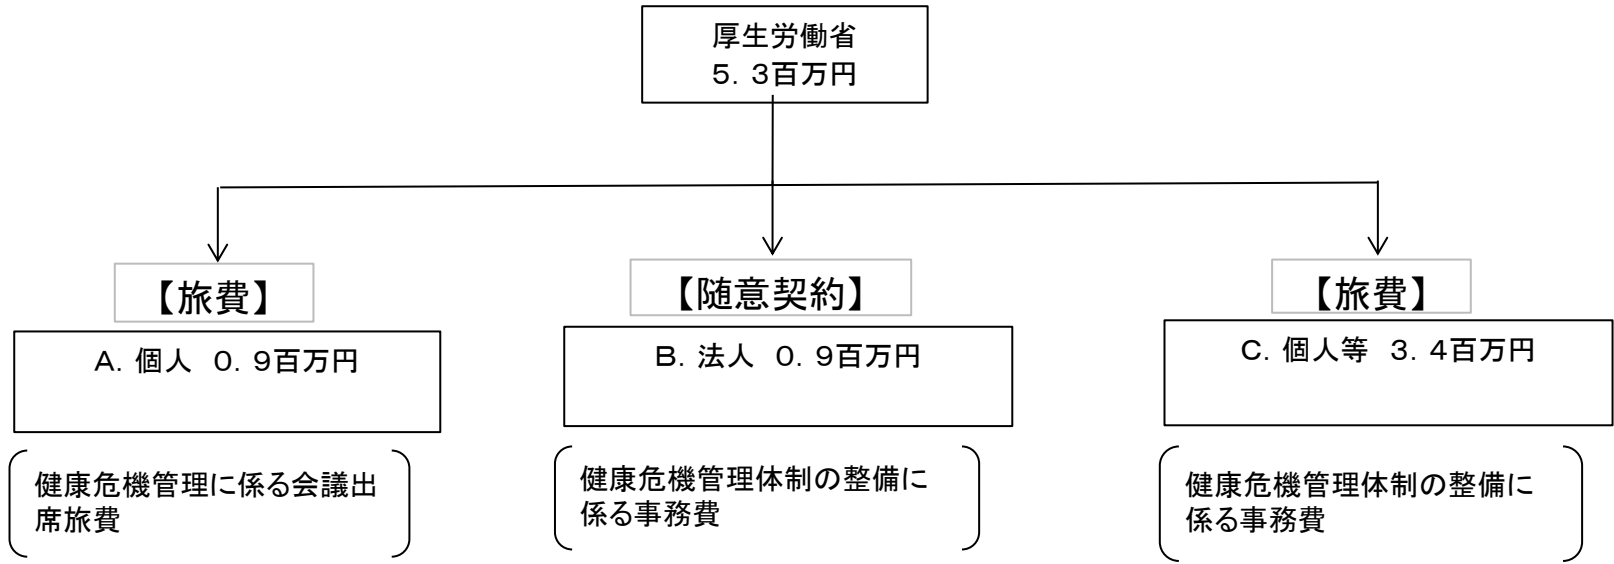 厚生労働省
５．３百万円
【旅費】
A．個人　０．９百万円
健康危機管理に係る会議出
席旅費
【随意契約】
B．法人　０．９百万円
健康危機管理体制の整備に
係る事務費
【旅費】
C．個人等　３．４百万円
健康危機管理体制の整備に
係る事務費